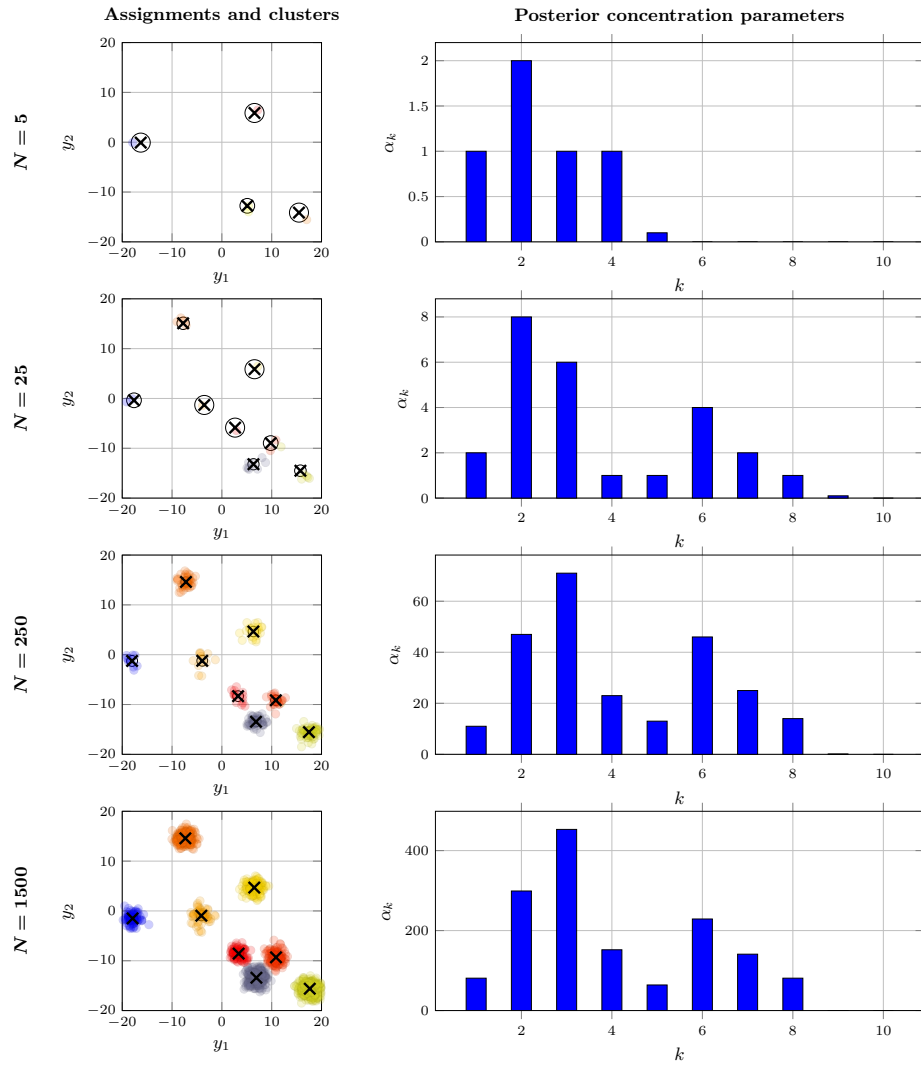 Assignments and clusters
Posterior concentration parameters
N = 5
20
10
0
−10
−20
y₂
−20 −10 0 10 20
y₁
2
1.5
1
0.5
0
αₖ
2 4 6 8 10
k
N = 25
20
10
0
−10
−20
y₂
−20 −10 0 10 20
y₁
8
6
4
2
0
αₖ
2 4 6 8 10
k
N = 250
20
10
0
−10
−20
y₂
−20 −10 0 10 20
y₁
60
40
20
0
αₖ
2 4 6 8 10
k
N = 1500
20
10
0
−10
−20
y₂
−20 −10 0 10 20
y₁
400
200
0
αₖ
2 4 6 8 10
k